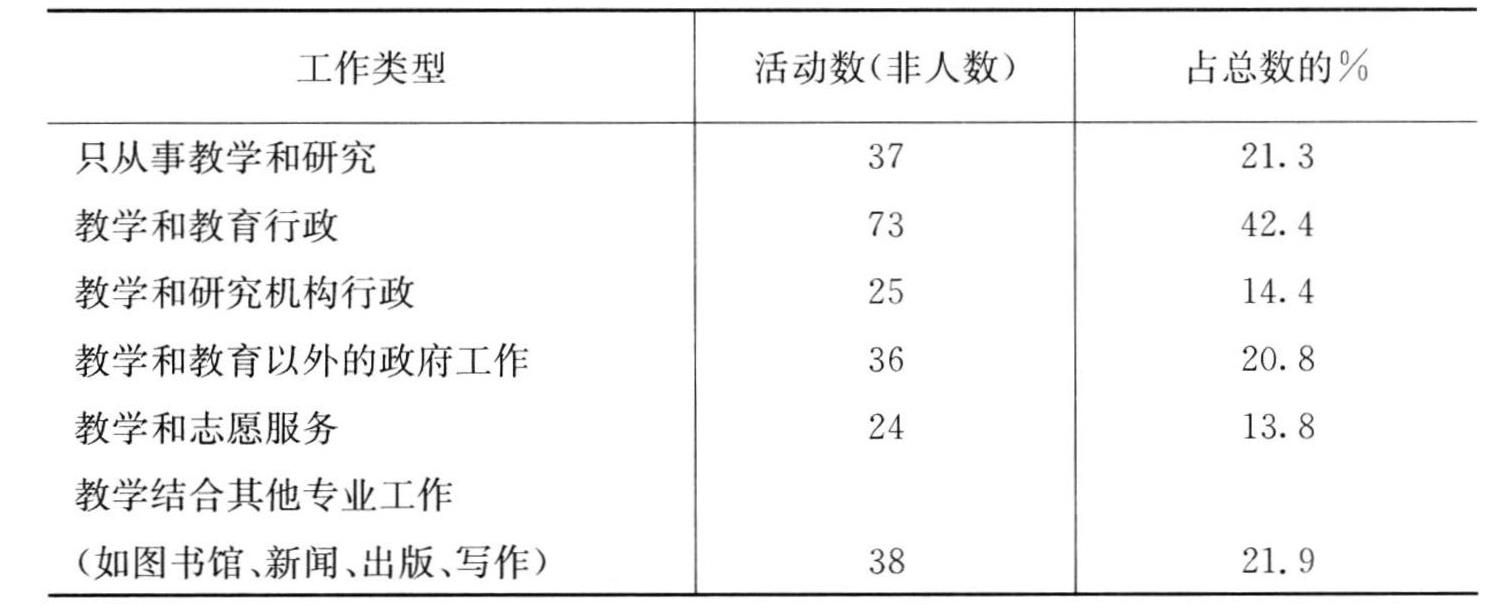 工作类型 活动数(非人数) 占总数的%
只从事教学和研究 37 21.3
教学和教育行政 73 42.4
教学和研究机构行政 25 14.4
教学和教育以外的政府工作 36 20.8
教学和志愿服务 24 13.8
教学结合其他专业工作
(如图书馆、新闻、出版、写作) 38 21.9